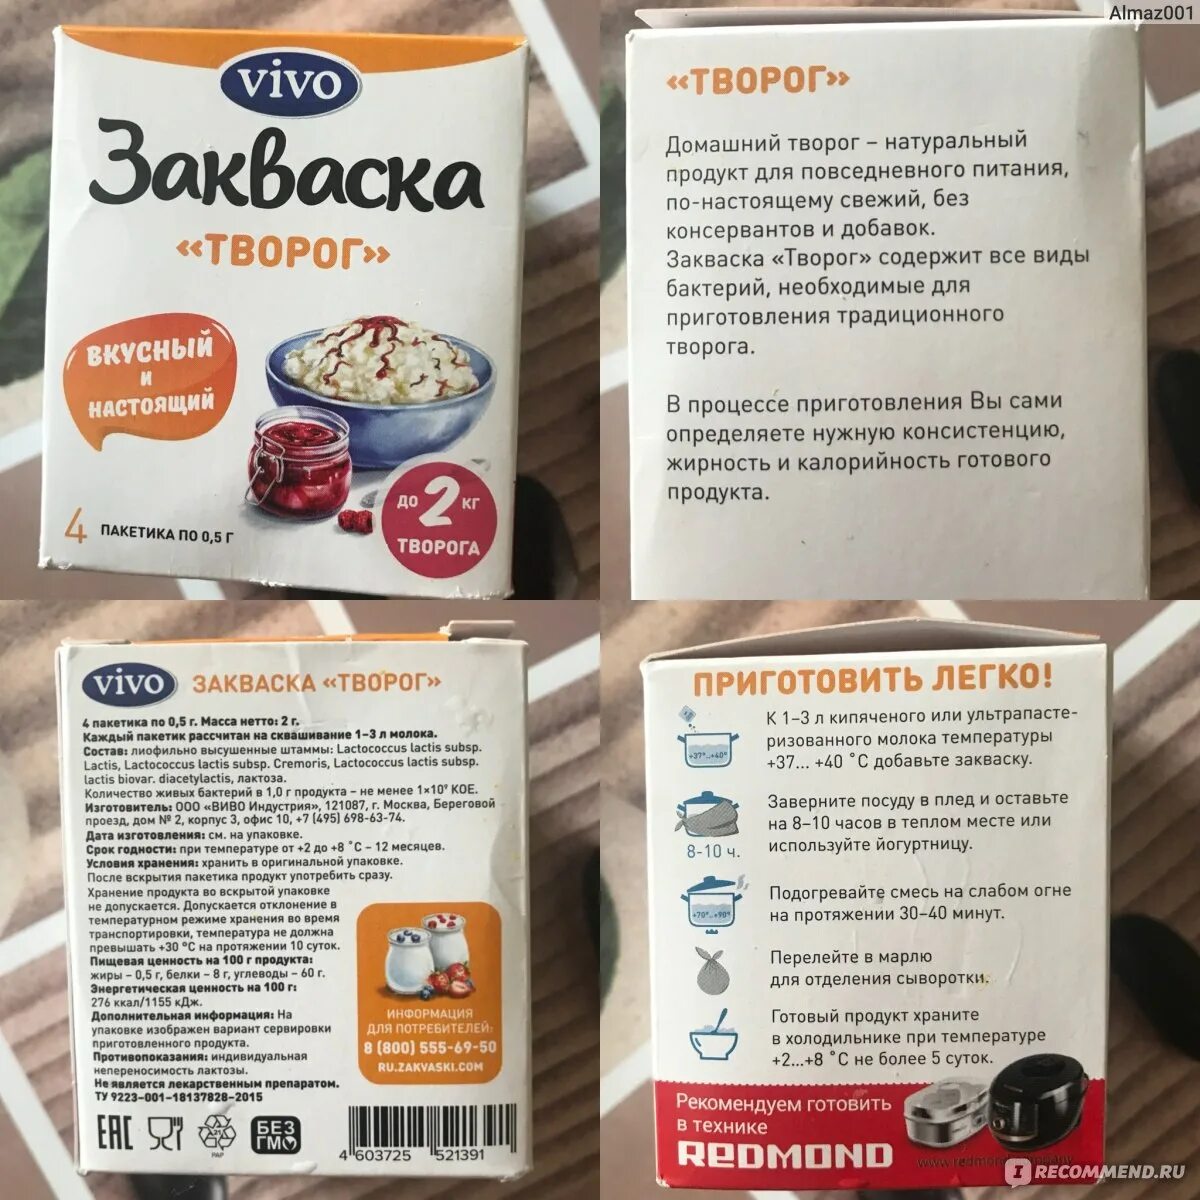 Almaz001
vivo
Закваска
«ТВОРОГ»
ВКУСНЫЙ
И
НАСТОЯЩИЙ
ДО 2 КГ
ТВОРОГА
4 ПАКЕТИКА ПО 0,5 Г
«ТВОРОГ»
Домашний творог – натуральный
продукт для повседневного питания,
по-настоящему свежий, без
консервантов и добавок.
Закваска «Творог» содержит все виды
бактерий, необходимые для
приготовления традиционного
творога.
В процессе приготовления Вы сами
определяете нужную консистенцию,
жирность и калорийность готового
продукта.
vivo ЗАКВАСКА «ТВОРОГ»
4 пакетика по 0,5 г. Масса нетто: 2 г.
Каждый пакетик рассчитан на сквашивание 1–3 л молока.
Состав: лиофильно высушенные штаммы: Lactococcus lactis subsp.
Lactis, Lactococcus lactis subsp. Cremoris, Lactococcus lactis subsp.
lactis biovar. diacetylactis, лактоза.
Количество живых бактерий в 1,0 г продукта – не менее 1×10⁹ КОЕ.
Изготовитель: ООО «ВИВО Индустрия», 121087, г. Москва, Береговой
проезд, дом № 2, корпус 3, офис 10, +7 (495) 698-63-74.
Дата изготовления: см. на упаковке.
Срок годности: при температуре от +2 до +8 °С – 12 месяцев.
Условия хранения: хранить в оригинальной упаковке.
После вскрытия пакетика продукт употребить сразу.
Хранение продукта во вскрытой упаковке
не допускается. Допускается отклонение в
температурном режиме хранения во время
транспортировки, температура не должна
превышать +30 °С на протяжении 10 суток.
Пищевая ценность на 100 г продукта:
жиры – 0,5 г, белки – 8 г, углеводы – 60 г.
Энергетическая ценность на 100 г:
276 ккал/1155 кДж.
Дополнительная информация: На
упаковке изображен вариант сервировки
приготовленного продукта.
Противопоказания: индивидуальная
непереносимость лактозы.
Не является лекарственным препаратом.
ТУ 9223-001-18137828-2015
ИНФОРМАЦИЯ
ДЛЯ ПОТРЕБИТЕЛЕЙ:
8 (800) 555-69-50
RU.ZAKVASKI.COM
EAC
21
PAP
БЕЗ
ГМО
4 603725 521391
ПРИГОТОВИТЬ ЛЕГКО!
+37°..+40°
К 1–3 л кипяченого или ультрапасте-
ризованного молока температуры
+37... +40 °С добавьте закваску.
Заверните посуду в плед и оставьте
на 8–10 часов в теплом месте или
используйте йогуртницу.
8-10 ч.
+70°..+90°
Подогревайте смесь на слабом огне
на протяжении 30–40 минут.
Перелейте в марлю
для отделения сыворотки.
Готовый продукт храните
в холодильнике при температуре
+2...+8 °С не более 5 суток.
Рекомендуем готовить
в технике
REDMOND
IRECOMMEND.RU